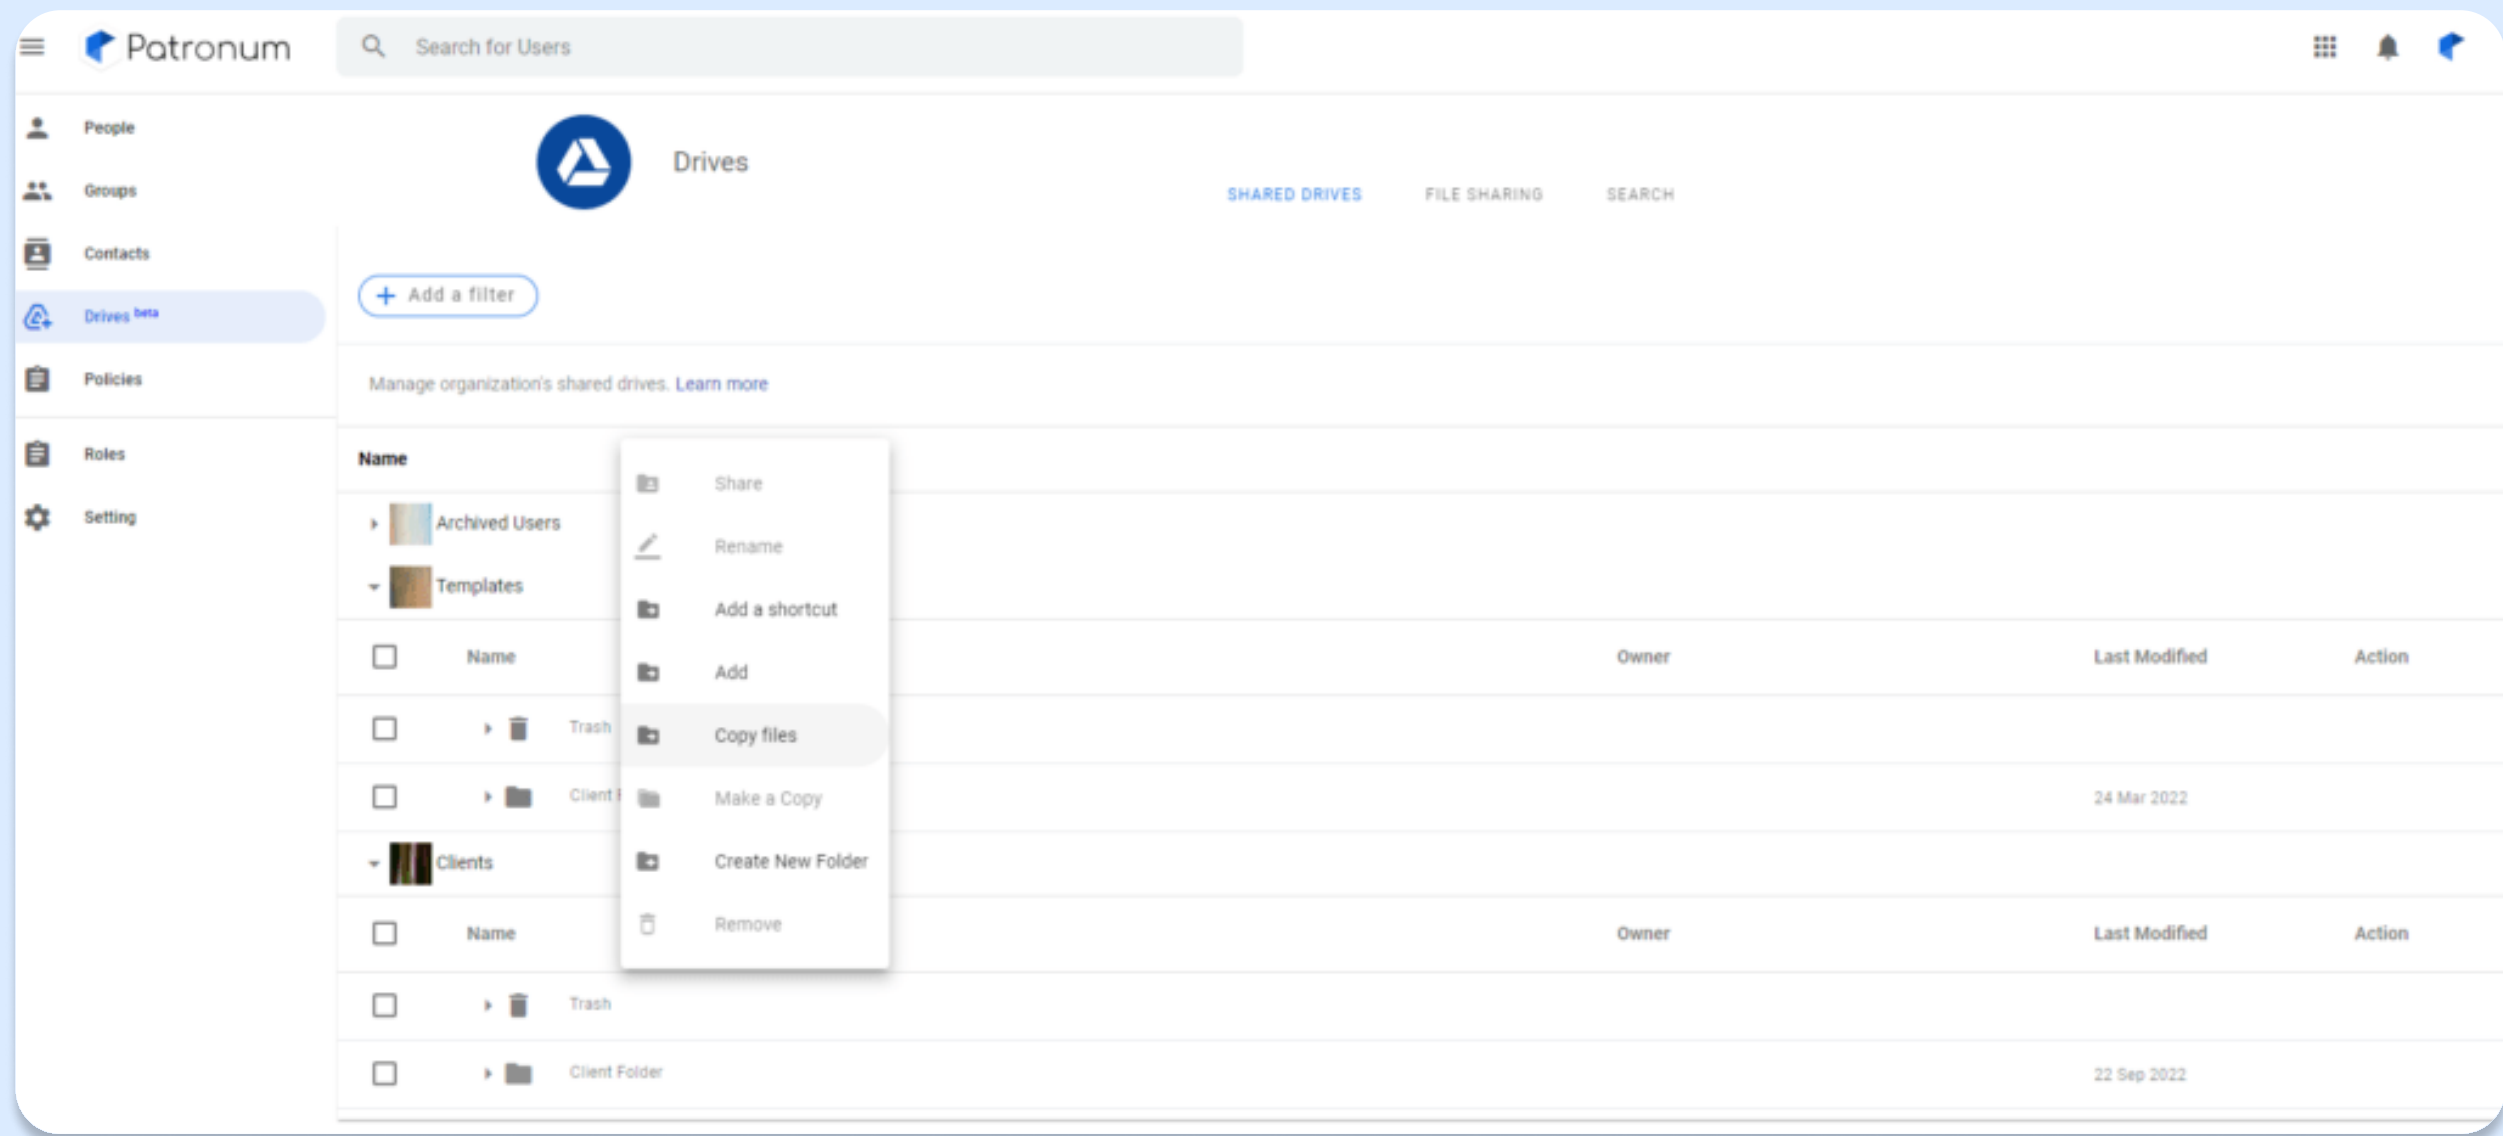 Patronum
Search for Users
People
Groups
Contacts
Drives beta
Policies
Roles
Setting
Drives
SHARED DRIVES FILE SHARING SEARCH
+ Add a filter
Manage organization's shared drives. Learn more
Name
Archived Users
Templates
Name Owner Last Modified Action
Trash
Client 24 Mar 2022
Clients
Name Owner Last Modified Action
Trash
Client Folder 22 Sep 2022
Share
Rename
Add a shortcut
Add
Copy files
Make a Copy
Create New Folder
Remove